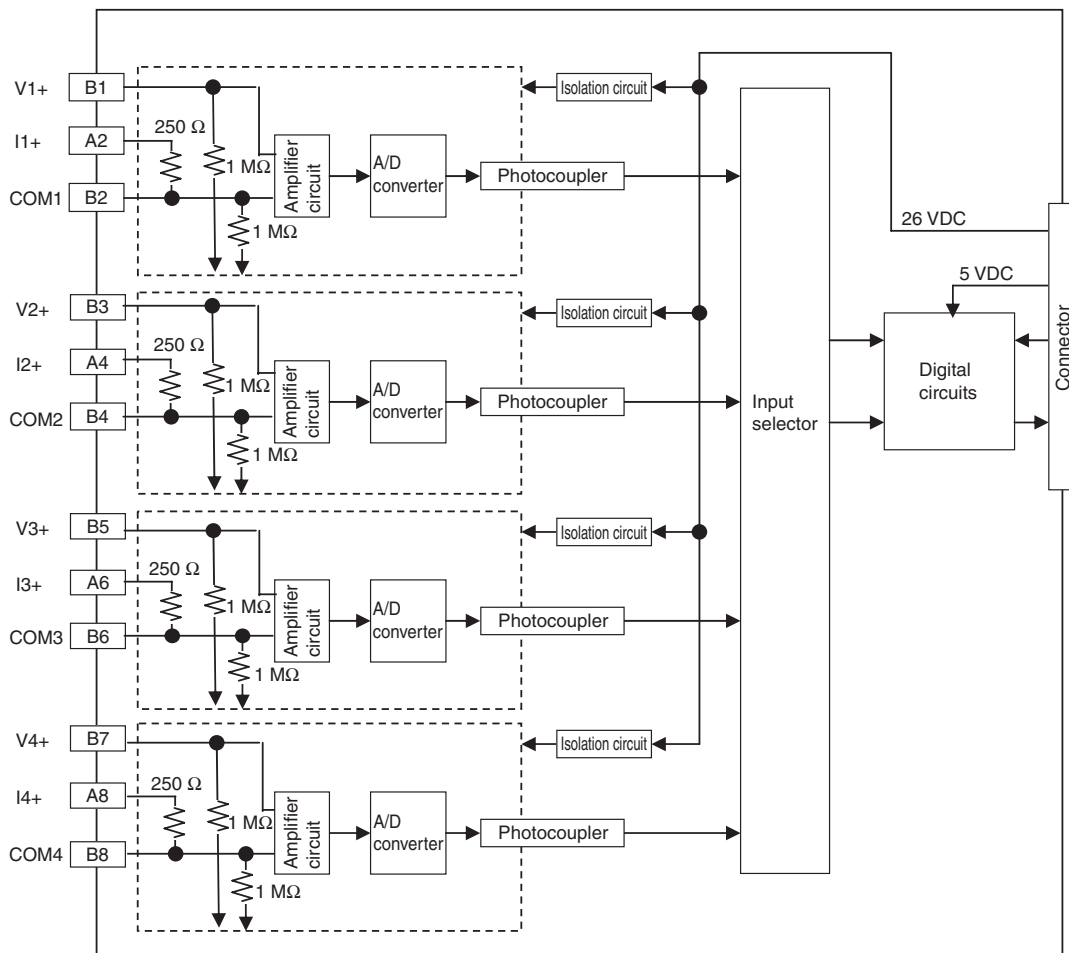 V1+
B1
Isolation circuit
I1+
A2
250 Ω
1 MΩ
Amplifier
circuit
A/D
converter
Photocoupler
COM1
B2
1 MΩ
26 VDC
5 VDC
Connector
V2+
B3
Isolation circuit
I2+
A4
250 Ω
1 MΩ
Amplifier
circuit
A/D
converter
Photocoupler
COM2
B4
1 MΩ
Input
selector
Digital
circuits
V3+
B5
Isolation circuit
I3+
A6
250 Ω
1 MΩ
Amplifier
circuit
A/D
converter
Photocoupler
COM3
B6
1 MΩ
V4+
B7
Isolation circuit
I4+
A8
250 Ω
1 MΩ
Amplifier
circuit
A/D
converter
Photocoupler
COM4
B8
1 MΩ